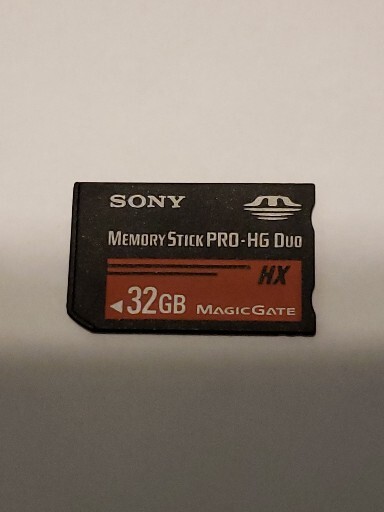 SONY
MEMORY STICK PRO-HG DUO
HX
32GB MAGICGATE